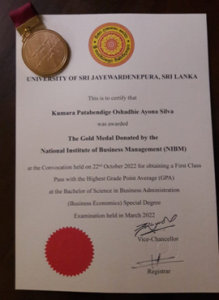 UNIVERSITY OF SRI JAYEWARDENEPURA, SRI LANKA
This is to certify that
Kumara Patabendige Oshadhie Ayona Silva
was awarded
The Gold Medal Donated by the
National Institute of Business Management (NIBM)
at the Convocation held on 22nd October 2022 for obtaining a First Class
Pass with the Highest Grade Point Average (GPA)
at the Bachelor of Science in Business Administration
(Business Economics) Special Degree
Examination held in March 2022
Vice-Chancellor
Registrar